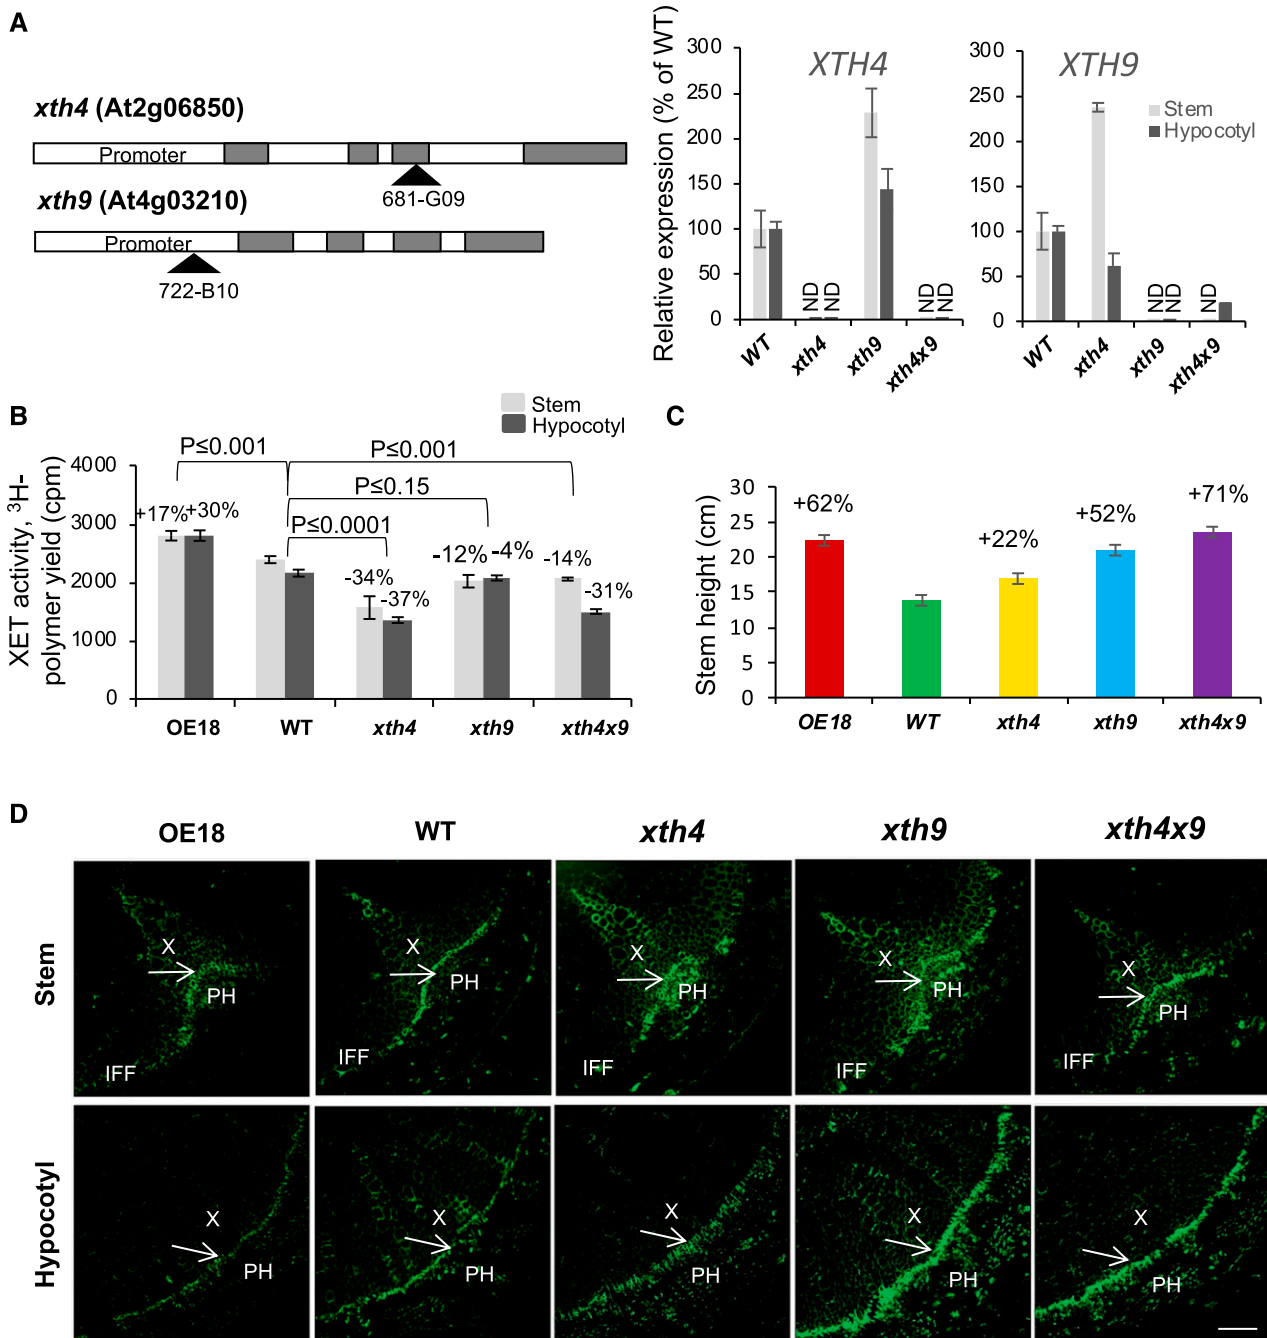 A
xth4 (At2g06850)
Promoter
681-G09
xth9 (At4g03210)
Promoter
722-B10
Relative expression (% of WT)
XTH4
300
250
200
150
100
50
0
ND
ND
ND
ND
WT
xth4
xth9
xth4x9
XTH9
300
250
200
150
100
50
0
Stem
Hypocotyl
ND
ND
ND
WT
xth4
xth9
xth4x9
B
Stem
Hypocotyl
XET activity, ³H-
polymer yield (cpm)
4000
3000
2000
1000
0
P≤0.001
P≤0.001
P≤0.15
P≤0.0001
+17% +30%
-34%
-37%
-12% -4%
-14%
-31%
OE18 WT xth4 xth9 xth4x9
C
Stem height (cm)
30
25
20
15
10
5
0
+62%
+22%
+52%
+71%
OE18 WT xth4 xth9 xth4x9
D
OE18 WT xth4 xth9 xth4x9
Stem
X
PH
IFF
X
PH
IFF
X
PH
IFF
X
PH
IFF
X
PH
IFF
Hypocotyl
X
PH
X
PH
X
PH
X
PH
X
PH